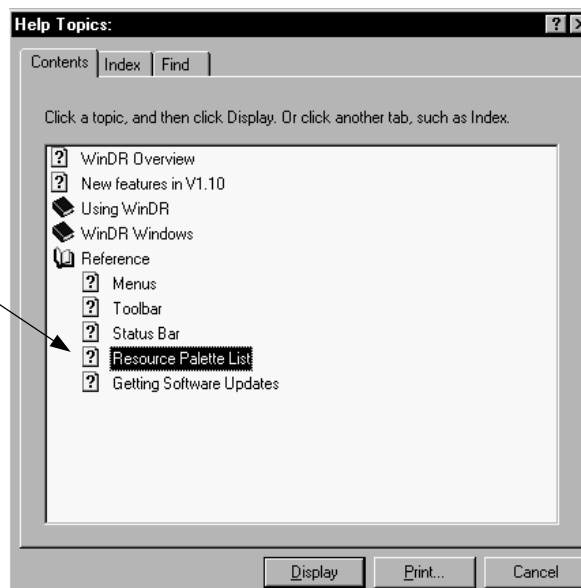 Help Topics:
Contents Index Find
Click a topic, and then click Display. Or click another tab, such as Index.
WinDR Overview
New features in V1.10
Using WinDR
WinDR Windows
Reference
Menus
Toolbar
Status Bar
Resource Palette List
Getting Software Updates
Display Print... Cancel